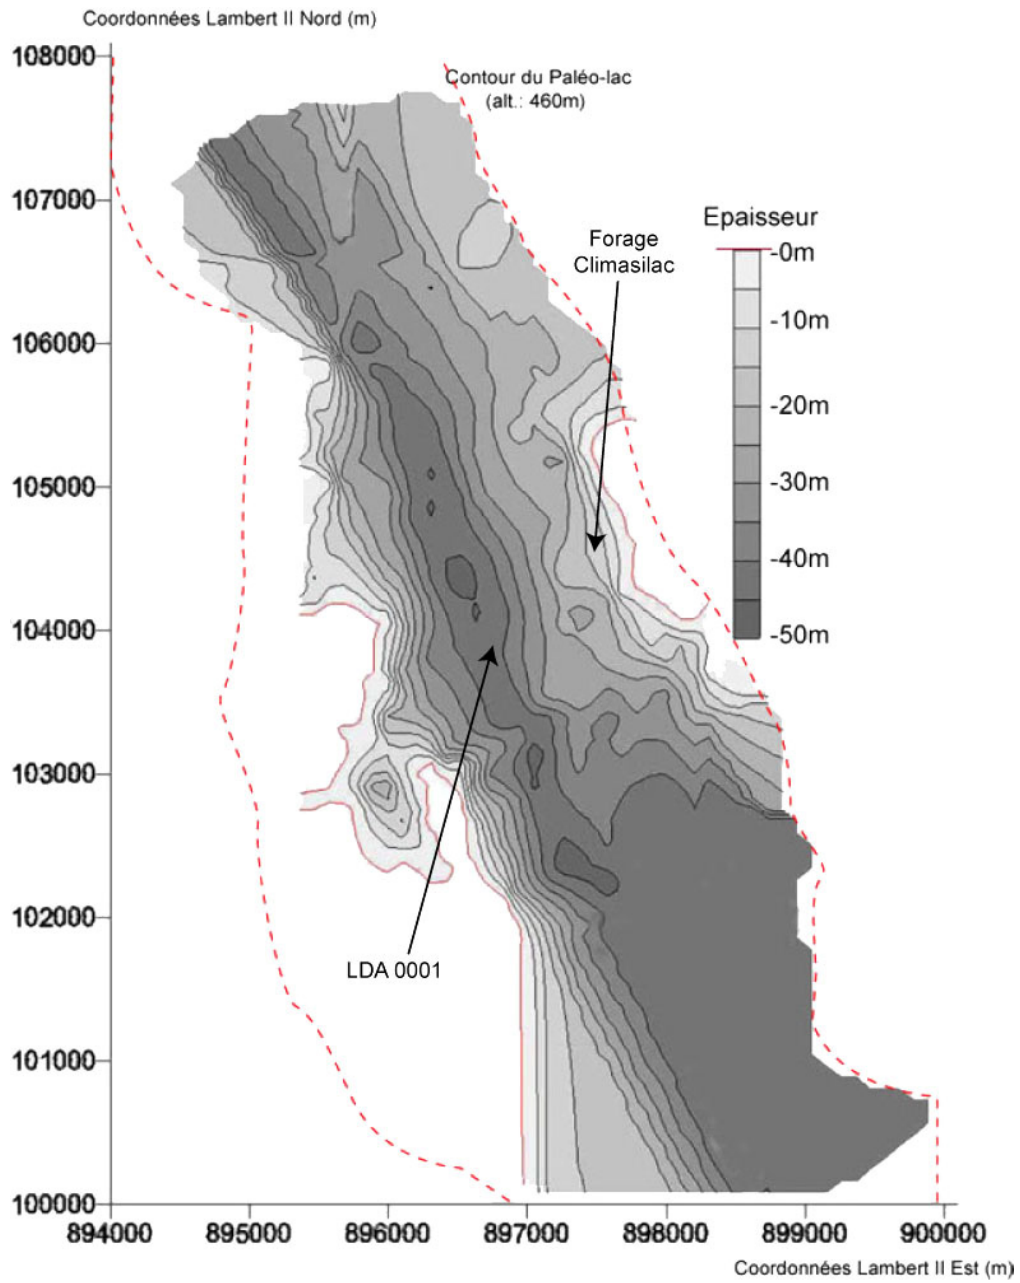 Coordonnées Lambert II Nord (m)
108000
Contour du Paléo-lac
(alt.: 460m)
107000
Epaisseur
Forage
Climasilac
-0m
-10m
106000
-20m
105000
-30m
-40m
104000
-50m
103000
102000
LDA 0001
101000
100000
894000
895000
896000
897000
898000
899000
900000
Coordonnées Lambert II Est (m)